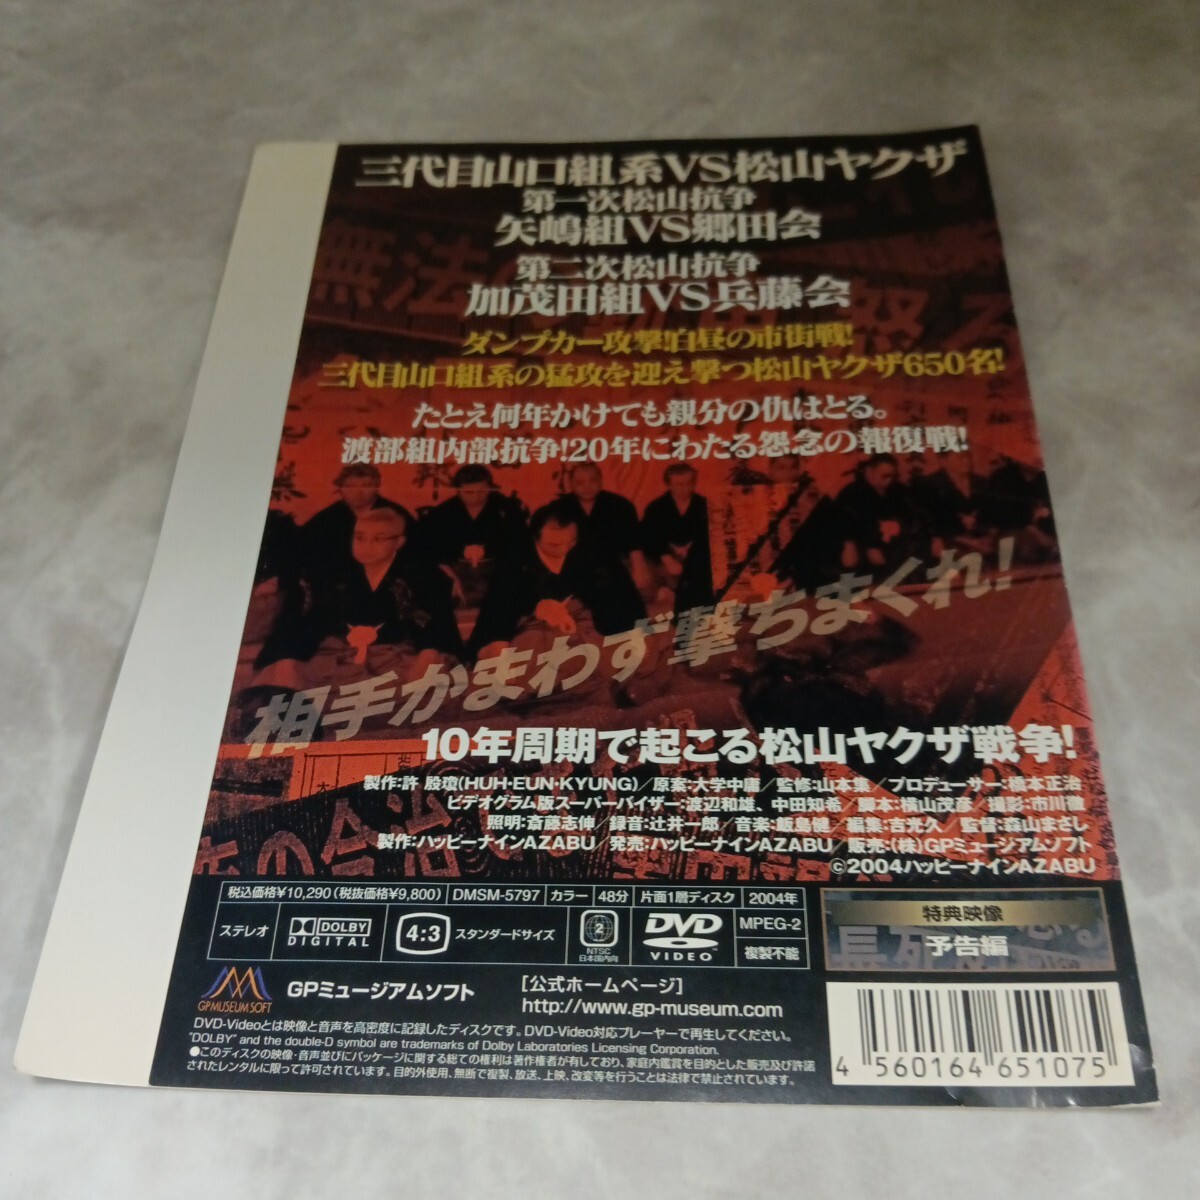 三代目山口組系VS松山ヤクザ
第一次松山抗争
矢嶋組VS郷田会
第二次松山抗争
加茂田組VS兵藤会
ダンプカー攻撃!白昼の市街戦!
三代目山口組系の猛攻を迎え撃つ松山ヤクザ650名!
たとえ何年かけても親分の仇はとる。
渡部組内部抗争!20年にわたる怨念の報復戦!
相手かまわず撃ちまくれ!
10年周期で起こる松山ヤクザ戦争!
製作:許 殷瓊(HUH・EUN・KYUNG)/原案:大学中庸/監修:山本集/プロデューサー:橋本正治
ビデオグラム版スーパーバイザー:渡辺和雄、中田知希/脚本:横山茂彦/撮影:市川徹
照明:斎藤志伸/録音:辻井一郎/音楽:飯島健/編集:吉光久/監督:森山まさし
製作:ハッピーナインAZABU/発売:ハッピーナインAZABU/販売:(株)GPミュージアムソフト
©2004ハッピーナインAZABU
税込価格¥10,290(税抜価格¥9,800) DMSM-5797 カラー 48分 片面1層ディスク 2004年
ステレオ DOLBY DIGITAL 4:3 スタンダードサイズ 2 NTSC 日本国内向 DVD VIDEO MPEG-2 複製不能
特典映像
予告編
GP MUSEUM SOFT
GPミュージアムソフト
[公式ホームページ]
http://www.gp-museum.com
DVD-Videoとは映像と音声を高密度に記録したディスクです。DVD-Video対応プレーヤーで再生してください。
"DOLBY" and the double-D symbol are trademarks of Dolby Laboratories Licensing Corporation.
●このディスクの映像・音声並びにパッケージに関する総ての権利は著作権者が有しており、家庭内鑑賞を目的とした販売及び許諾
されたレンタルに限って許可されています。目的外使用、無断で複製、放送、上映、改変等を行うことは法律で禁止されています。
4 560164 651075